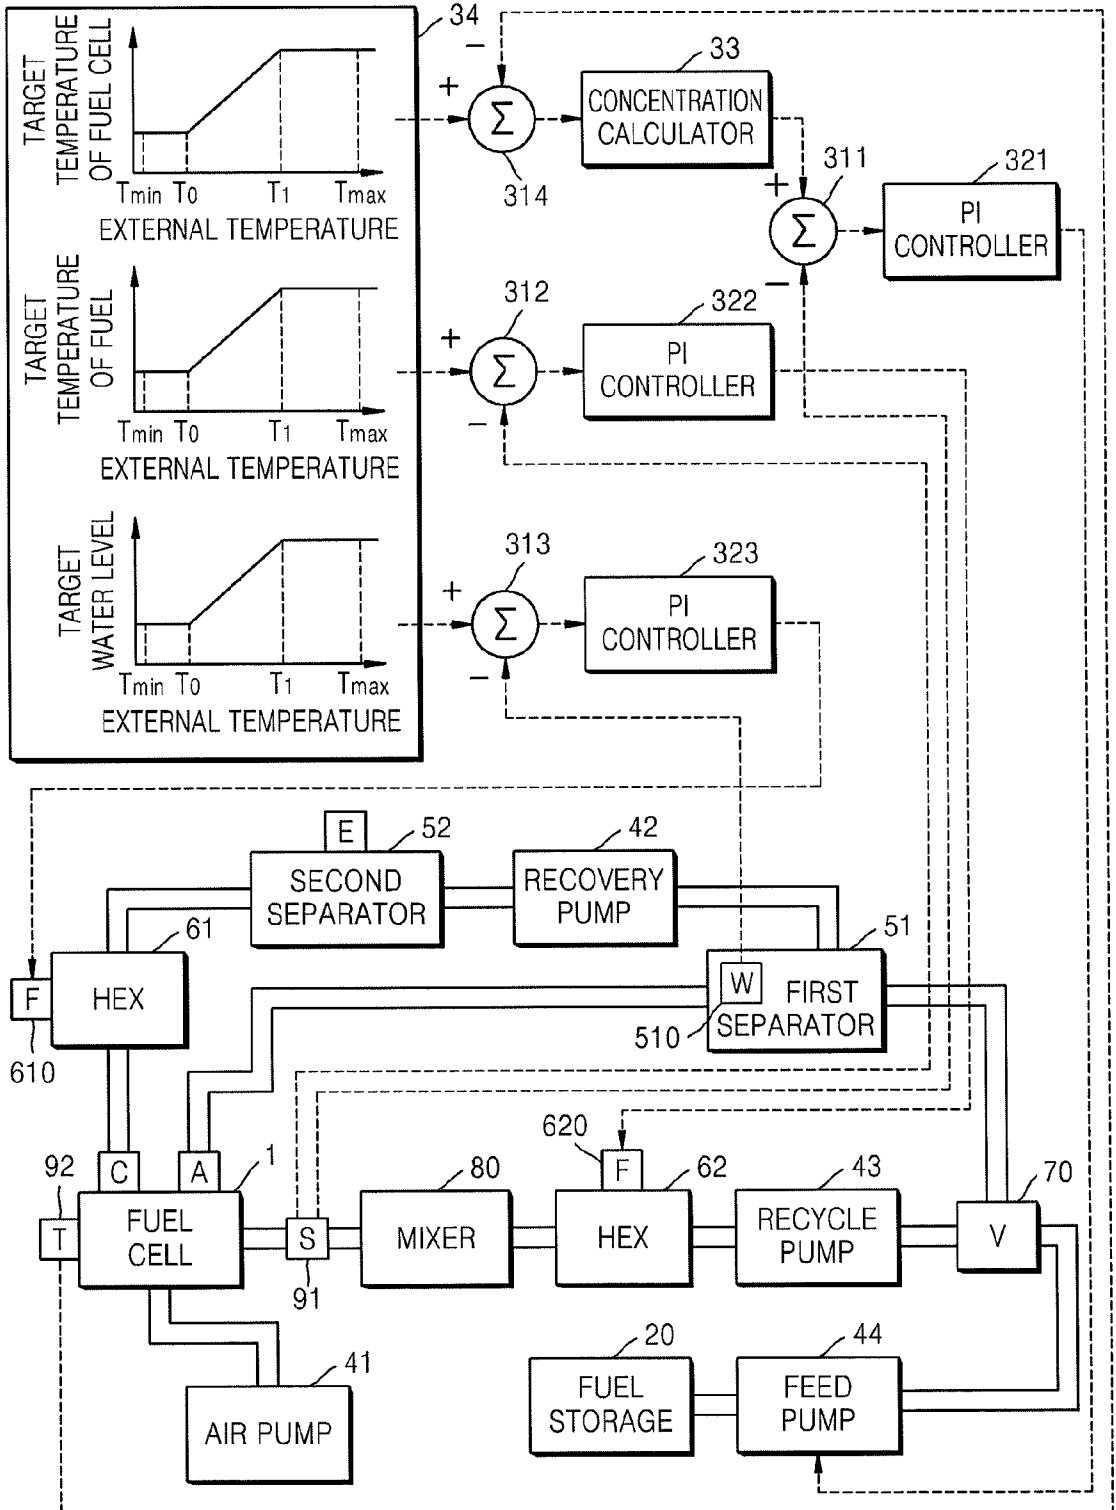 34
TARGET
TEMPERATURE
OF FUEL CELL
Tmin T0 T1 Tmax
EXTERNAL TEMPERATURE
TARGET
TEMPERATURE
OF FUEL
Tmin T0 T1 Tmax
EXTERNAL TEMPERATURE
TARGET
WATER LEVEL
Tmin T0 T1 Tmax
EXTERNAL TEMPERATURE
−
+
Σ
314
33
CONCENTRATION
CALCULATOR
311
+
Σ
−
321
PI
CONTROLLER
312
+
Σ
−
322
PI
CONTROLLER
313
+
Σ
−
323
PI
CONTROLLER
E
52
SECOND
SEPARATOR
42
RECOVERY
PUMP
61
HEX
F
610
51
W
FIRST
SEPARATOR
510
92
T
C
A
1
FUEL
CELL
S
91
80
MIXER
620
F
62
HEX
43
RECYCLE
PUMP
70
V
41
AIR PUMP
20
FUEL
STORAGE
44
FEED
PUMP